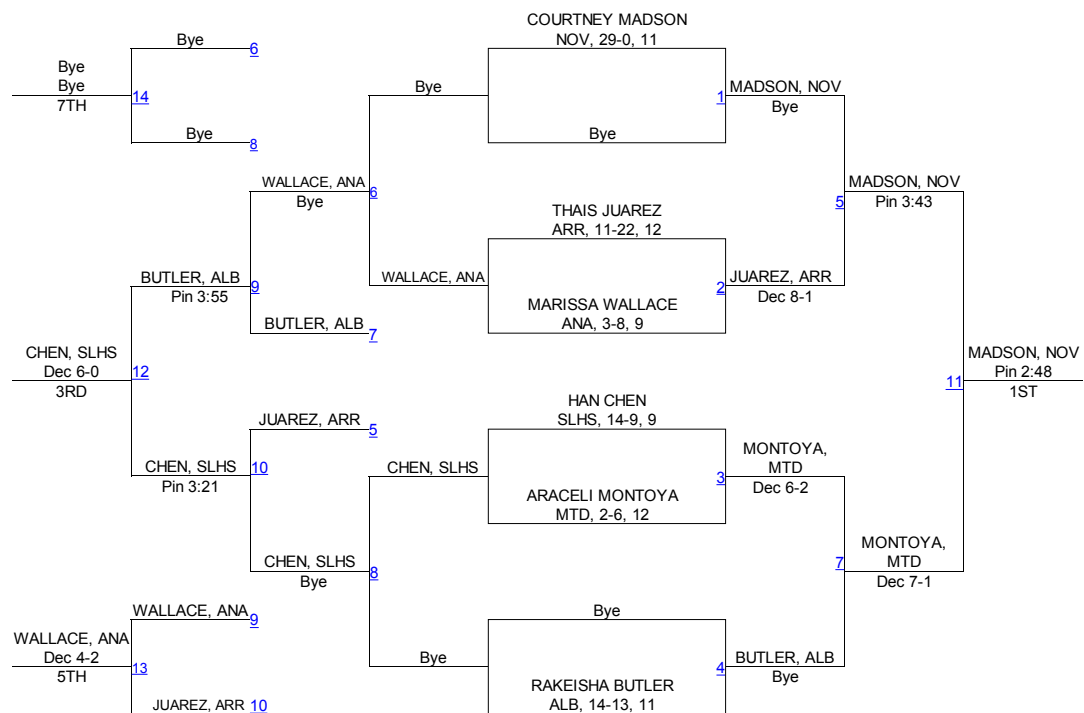 COURTNEY MADSON
NOV, 29-0, 11
Bye
6
Bye
Bye
14
7TH
Bye
1
MADSON, NOV
Bye
Bye
8
Bye
WALLACE, ANA
6
Bye
MADSON, NOV
5
Pin 3:43
THAIS JUAREZ
ARR, 11-22, 12
BUTLER, ALB
9
Pin 3:55
WALLACE, ANA
2
JUAREZ, ARR
Dec 8-1
MARISSA WALLACE
ANA, 3-8, 9
BUTLER, ALB
7
CHEN, SLHS
Dec 6-0
12
3RD
MADSON, NOV
Pin 2:48
11
1ST
HAN CHEN
SLHS, 14-9, 9
JUAREZ, ARR
5
CHEN, SLHS
10
Pin 3:21
CHEN, SLHS
3
MONTOYA,
MTD
Dec 6-2
ARACELI MONTOYA
MTD, 2-6, 12
CHEN, SLHS
8
Bye
7
MONTOYA,
MTD
Dec 7-1
WALLACE, ANA
9
Bye
WALLACE, ANA
Dec 4-2
13
5TH
Bye
4
BUTLER, ALB
Bye
RAKEISHA BUTLER
ALB, 14-13, 11
JUAREZ, ARR
10